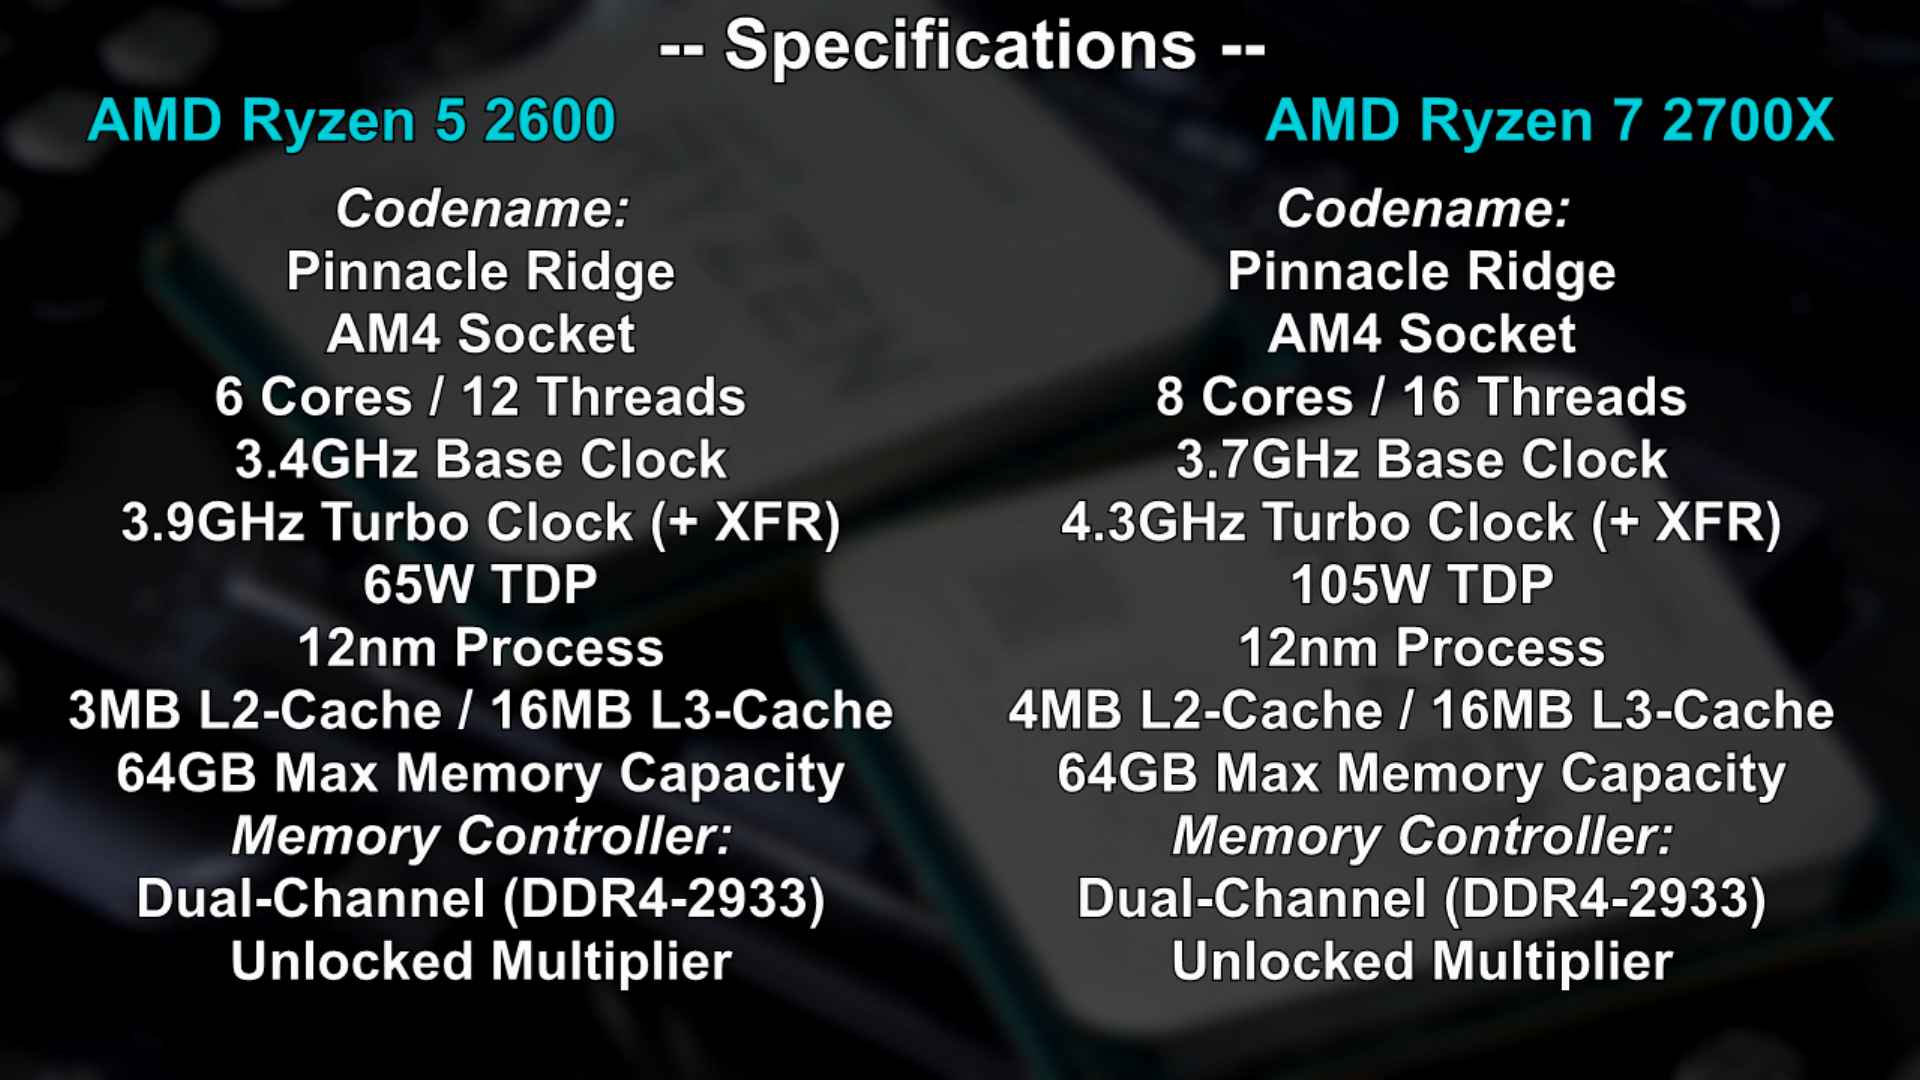 -- Specifications --
AMD Ryzen 5 2600
Codename:
Pinnacle Ridge
AM4 Socket
6 Cores / 12 Threads
3.4GHz Base Clock
3.9GHz Turbo Clock (+ XFR)
65W TDP
12nm Process
3MB L2-Cache / 16MB L3-Cache
64GB Max Memory Capacity
Memory Controller:
Dual-Channel (DDR4-2933)
Unlocked Multiplier
AMD Ryzen 7 2700X
Codename:
Pinnacle Ridge
AM4 Socket
8 Cores / 16 Threads
3.7GHz Base Clock
4.3GHz Turbo Clock (+ XFR)
105W TDP
12nm Process
4MB L2-Cache / 16MB L3-Cache
64GB Max Memory Capacity
Memory Controller:
Dual-Channel (DDR4-2933)
Unlocked Multiplier
RYZEN